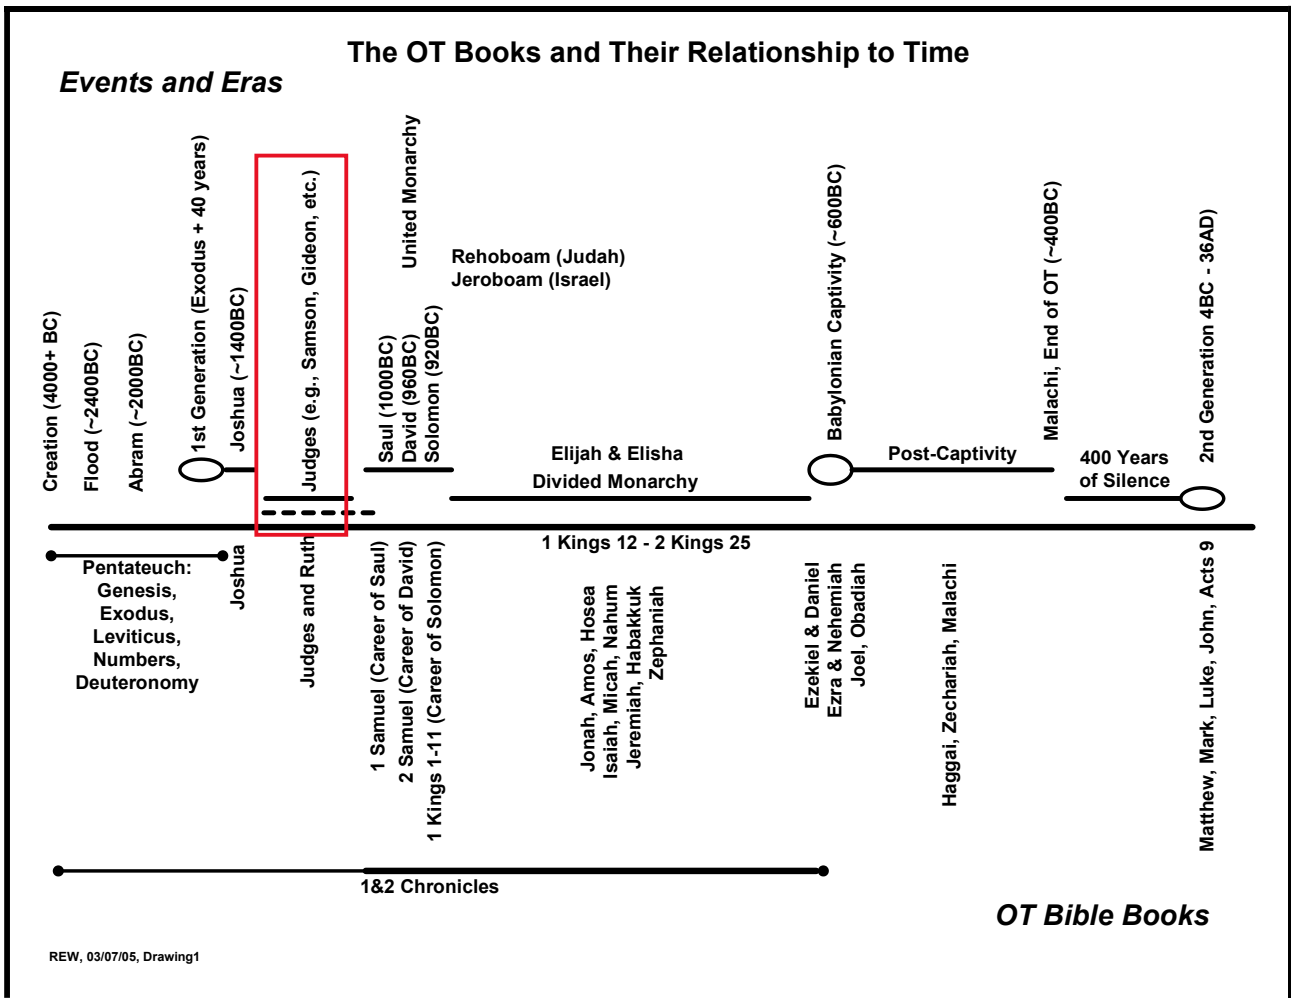 The OT Books and Their Relationship to Time
Events and Eras
Creation (4000+ BC)
Flood (~2400BC)
Abram (~2000BC)
1st Generation (Exodus + 40 years)
Joshua (~1400BC)
Judges (e.g., Samson, Gideon, etc.)
Saul (1000BC)
David (960BC)
Solomon (920BC)
United Monarchy
Rehoboam (Judah)
Jeroboam (Israel)
Elijah & Elisha
Divided Monarchy
Babylonian Captivity (~600BC)
Post-Captivity
Malachi, End of OT (~400BC)
400 Years
of Silence
2nd Generation 4BC - 36AD)
1 Kings 12 - 2 Kings 25
Pentateuch:
Genesis,
Exodus,
Leviticus,
Numbers,
Deuteronomy
Joshua
Judges and Ruth
1 Samuel (Career of Saul)
2 Samuel (Career of David)
1 Kings 1-11 (Career of Solomon)
Jonah, Amos, Hosea
Isaiah, Micah, Nahum
Jeremiah, Habakkuk
Zephaniah
Ezekiel & Daniel
Ezra & Nehemiah
Joel, Obadiah
Haggai, Zechariah, Malachi
Matthew, Mark, Luke, John, Acts 9
1&2 Chronicles
OT Bible Books
REW, 03/07/05, Drawing1